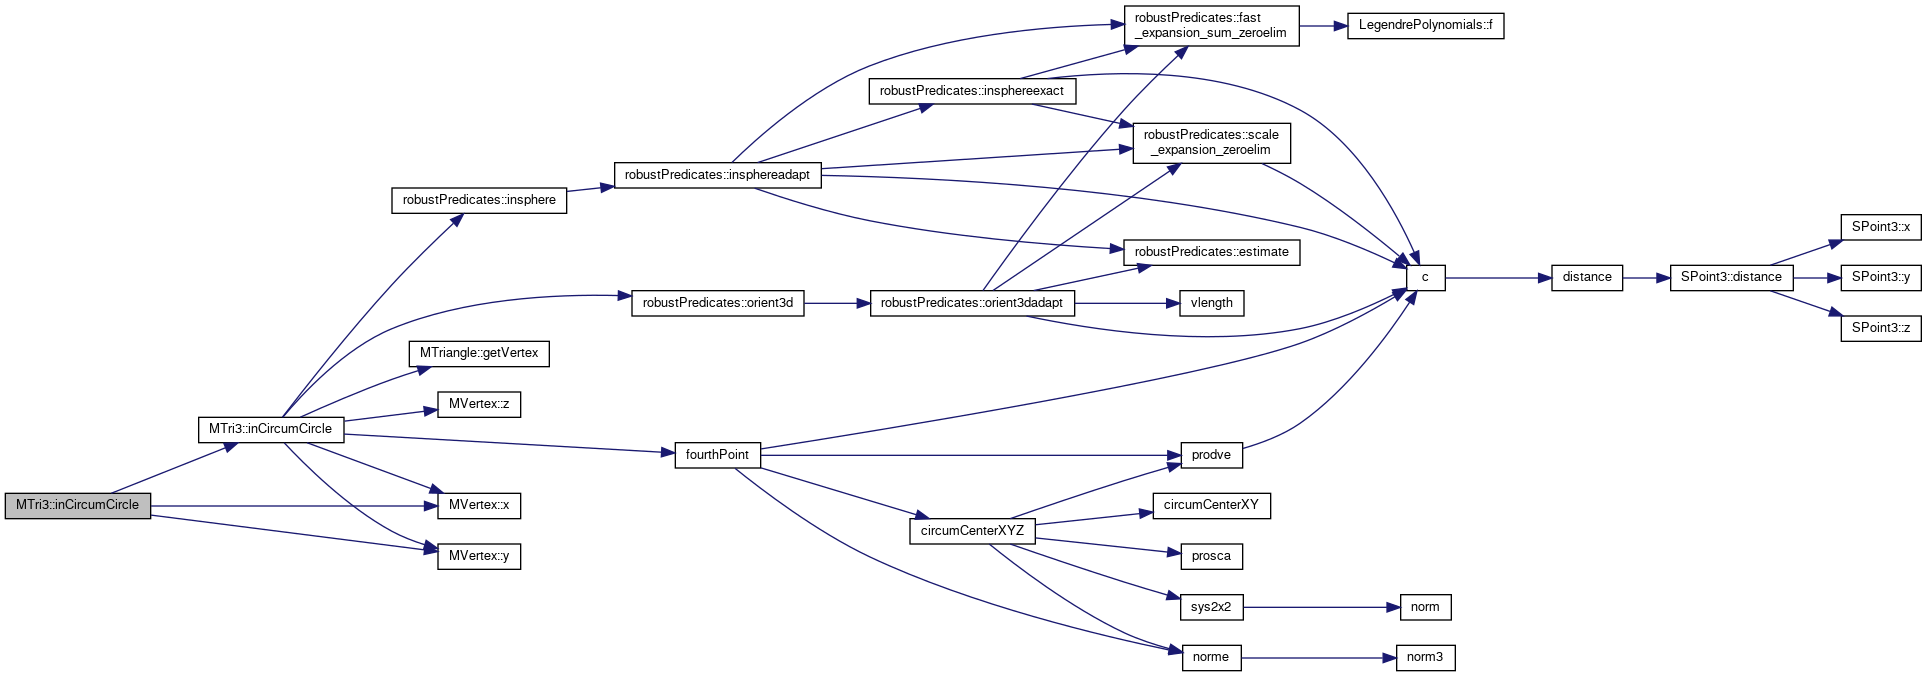 robustPredicates::fast
_expansion_sum_zeroelim
LegendrePolynomials::f
robustPredicates::insphereexact
robustPredicates::scale
_expansion_zeroelim
robustPredicates::insphereadapt
robustPredicates::insphere
SPoint3::x
robustPredicates::estimate
c
distance
SPoint3::distance
SPoint3::y
robustPredicates::orient3d
robustPredicates::orient3dadapt
vlength
SPoint3::z
MTriangle::getVertex
MVertex::z
MTri3::inCircumCircle
fourthPoint
prodve
MTri3::inCircumCircle
MVertex::x
circumCenterXY
circumCenterXYZ
MVertex::y
prosca
sys2x2
norm
norme
norm3